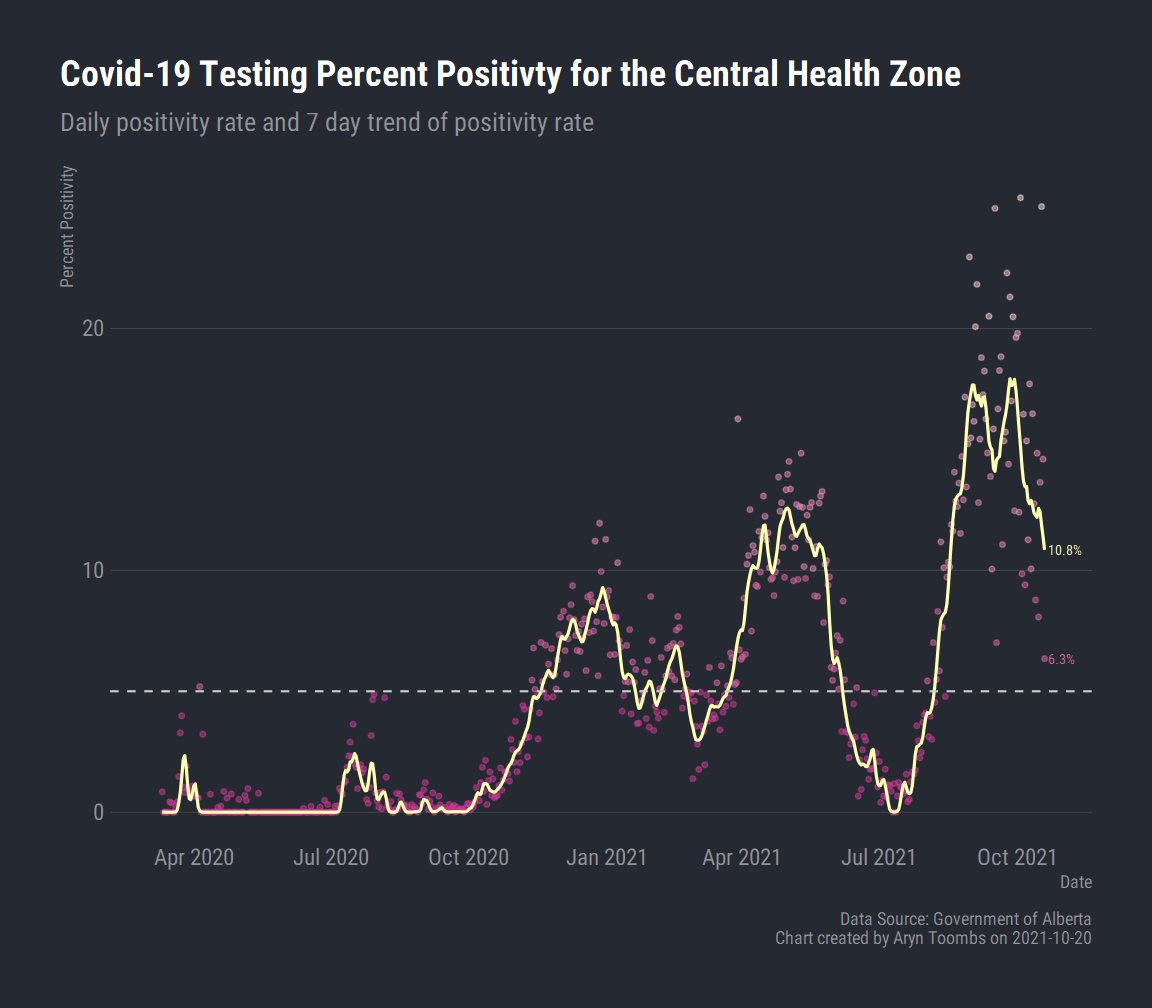 Covid-19 Testing Percent Positivty for the Central Health Zone
Daily positivity rate and 7 day trend of positivity rate
Percent Positivity
20
10
0
10.8%
6.3%
Apr 2020
Jul 2020
Oct 2020
Jan 2021
Apr 2021
Jul 2021
Oct 2021
Date
Data Source: Government of Alberta
Chart created by Aryn Toombs on 2021-10-20